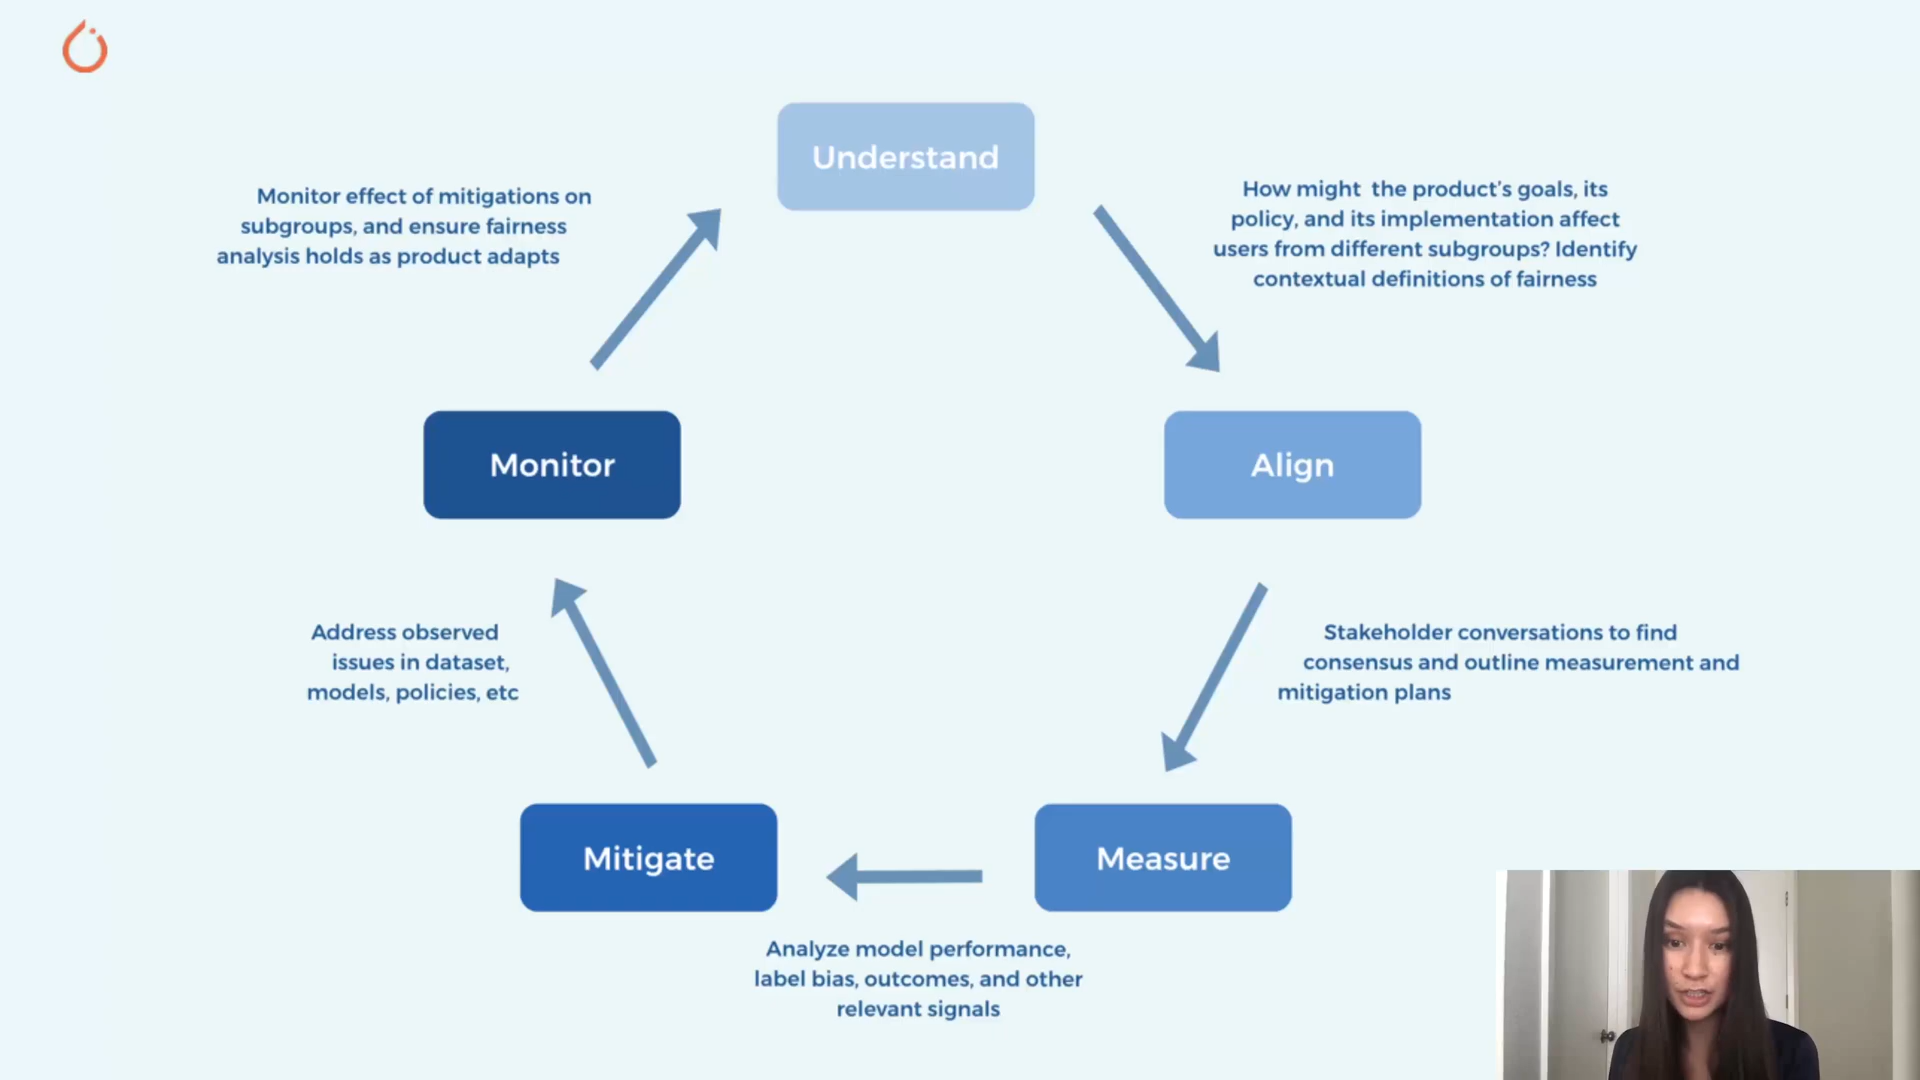 Understand
How might the product's goals, its
policy, and its implementation affect
users from different subgroups? Identify
contextual definitions of fairness
Align
Stakeholder conversations to find
consensus and outline measurement and
mitigation plans
Measure
Analyze model performance,
label bias, outcomes, and other
relevant signals
Mitigate
Address observed
issues in dataset,
models, policies, etc
Monitor
Monitor effect of mitigations on
subgroups, and ensure fairness
analysis holds as product adapts